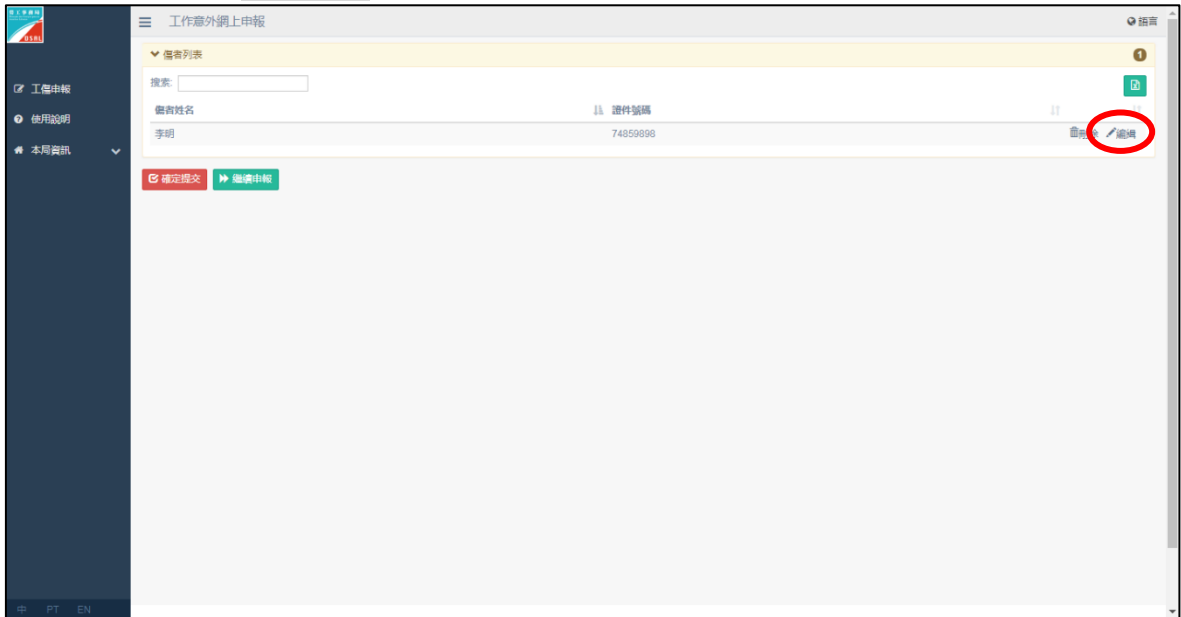 DSAL
工作意外網上申報
語言
傷者列表
1
工傷申報
搜索:
使用說明
傷者姓名
證件號碼
本局資訊
李明
74859898
刪除
編緝
確定提交
繼續申報
中 PT EN